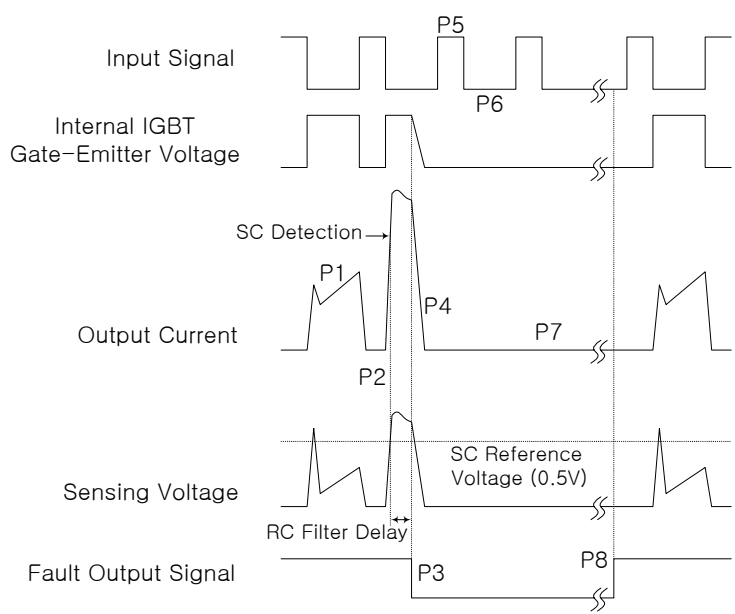 P5
Input Signal
P6
Internal IGBT
Gate-Emitter Voltage
SC Detection
P1
P4
Output Current
P7
P2
SC Reference
Voltage (0.5V)
Sensing Voltage
RC Filter Delay
P8
Fault Output Signal
P3